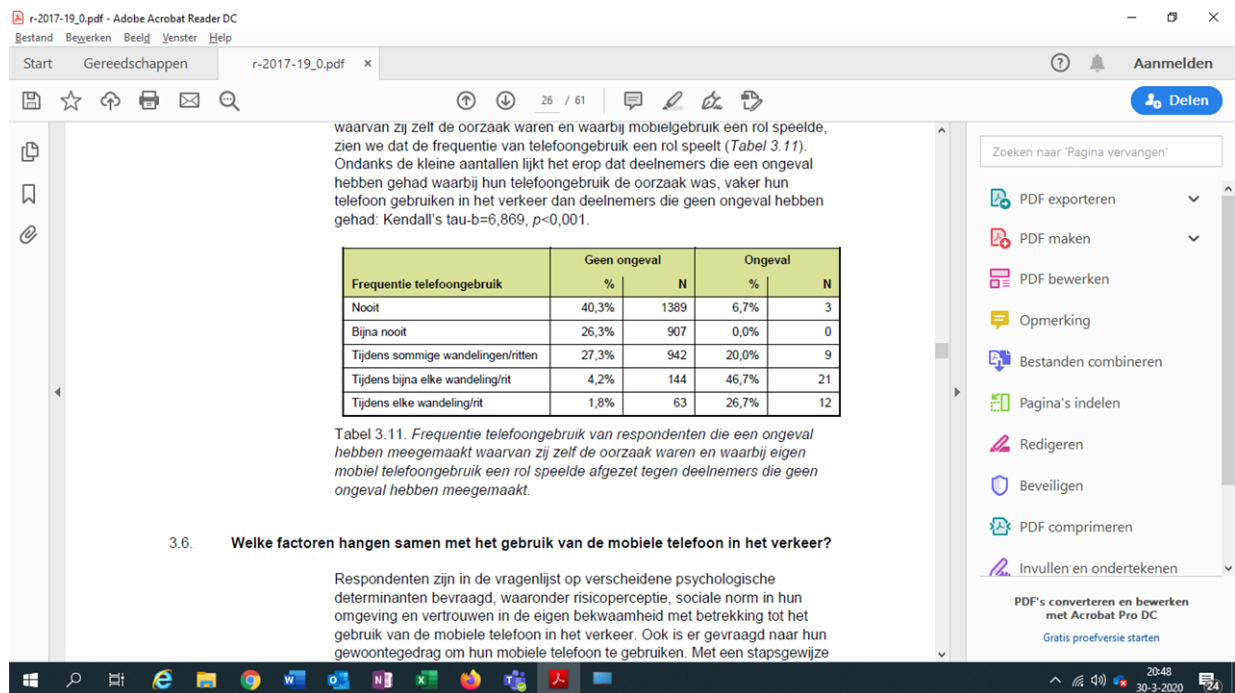 r-2017-19_0.pdf - Adobe Acrobat Reader DC
Bestand Bewerken Beeld Venster Help
Start Gereedschappen r-2017-19_0.pdf × Aanmelden
26 / 61 Delen
waarvan zij zelf de oorzaak waren en waarbij mobielgebruik een rol speelde,
zien we dat de frequentie van telefoongebruik een rol speelt (Tabel 3.11).
Ondanks de kleine aantallen lijkt het erop dat deelnemers die een ongeval
hebben gehad waarbij hun telefoongebruik de oorzaak was, vaker hun
telefoon gebruiken in het verkeer dan deelnemers die geen ongeval hebben
gehad: Kendall's tau-b=6,869, p<0,001.
Geen ongeval Ongeval
Frequentie telefoongebruik % N % N
Nooit 40,3% 1389 6,7% 3
Bijna nooit 26,3% 907 0,0% 0
Tijdens sommige wandelingen/ritten 27,3% 942 20,0% 9
Tijdens bijna elke wandeling/rit 4,2% 144 46,7% 21
Tijdens elke wandeling/rit 1,8% 63 26,7% 12
Tabel 3.11. Frequentie telefoongebruik van respondenten die een ongeval
hebben meegemaakt waarvan zij zelf de oorzaak waren en waarbij eigen
mobiel telefoongebruik een rol speelde afgezet tegen deelnemers die geen
ongeval hebben meegemaakt.
3.6. Welke factoren hangen samen met het gebruik van de mobiele telefoon in het verkeer?
Respondenten zijn in de vragenlijst op verscheidene psychologische
determinanten bevraagd, waaronder risicoperceptie, sociale norm in hun
omgeving en vertrouwen in de eigen bekwaamheid met betrekking tot het
gebruik van de mobiele telefoon in het verkeer. Ook is er gevraagd naar hun
gewoontegedrag om hun mobiele telefoon te gebruiken. Met een stapsgewijze
Zoeken naar 'Pagina vervangen'
PDF exporteren
PDF maken
PDF bewerken
Opmerking
Bestanden combineren
Pagina's indelen
Redigeren
Beveiligen
PDF comprimeren
Invullen en ondertekenen
PDF's converteren en bewerken
met Acrobat Pro DC
Gratis proefversie starten
20:48
30-3-2020
24